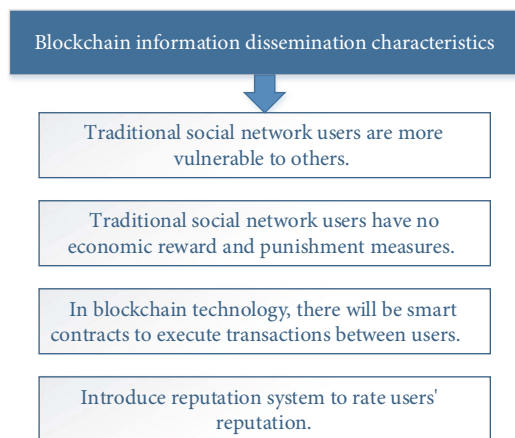 Blockchain information dissemination characteristics
Traditional social network users are more
vulnerable to others.
Traditional social network users have no
economic reward and punishment measures.
In blockchain technology, there will be smart
contracts to execute transactions between users.
Introduce reputation system to rate users'
reputation.